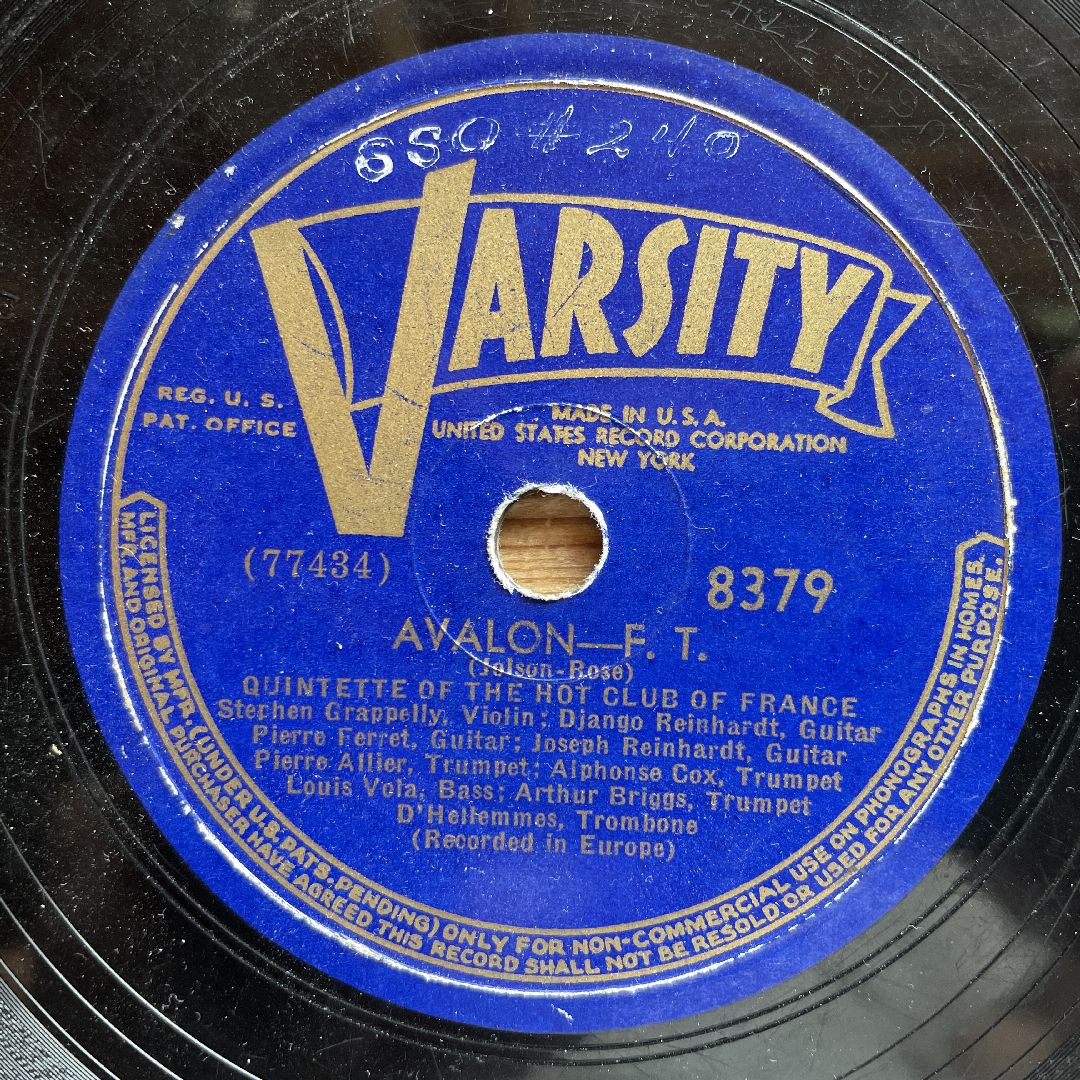 SSO # 240
VARSITY
REG. U. S.
PAT. OFFICE
MADE IN U.S.A.
UNITED STATES RECORD CORPORATION
NEW YORK
(77434)
8379
AVALON—F. T.
(Jolson-Rose)
QUINTETTE OF THE HOT CLUB OF FRANCE
Stephen Grappelly, Violin; Django Reinhardt, Guitar
Pierre Ferret, Guitar; Joseph Reinhardt, Guitar
Pierre Allier, Trumpet; Alphonse Cox, Trumpet
Louis Vola, Bass; Arthur Briggs, Trumpet
D'Hellemmes, Trombone
(Recorded in Europe)
LICENSED BY MFR. (UNDER U.S. PATS. PENDING) ONLY FOR NON-COMMERCIAL USE ON PHONOGRAPHS IN HOMES.
MFR. AND ORIGINAL PURCHASER HAVE AGREED THIS RECORD SHALL NOT BE RESOLD OR USED FOR ANY OTHER PURPOSE.